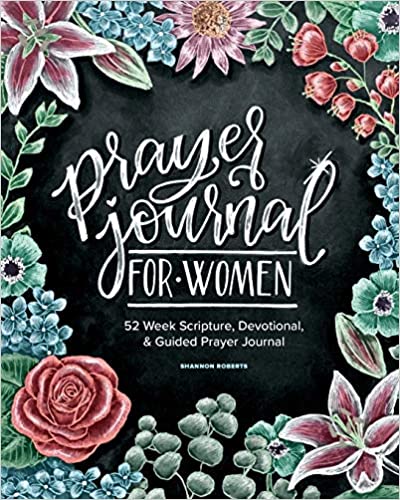 Prayer
Journal
FOR • WOMEN
52 Week Scripture, Devotional,
& Guided Prayer Journal
SHANNON ROBERTS